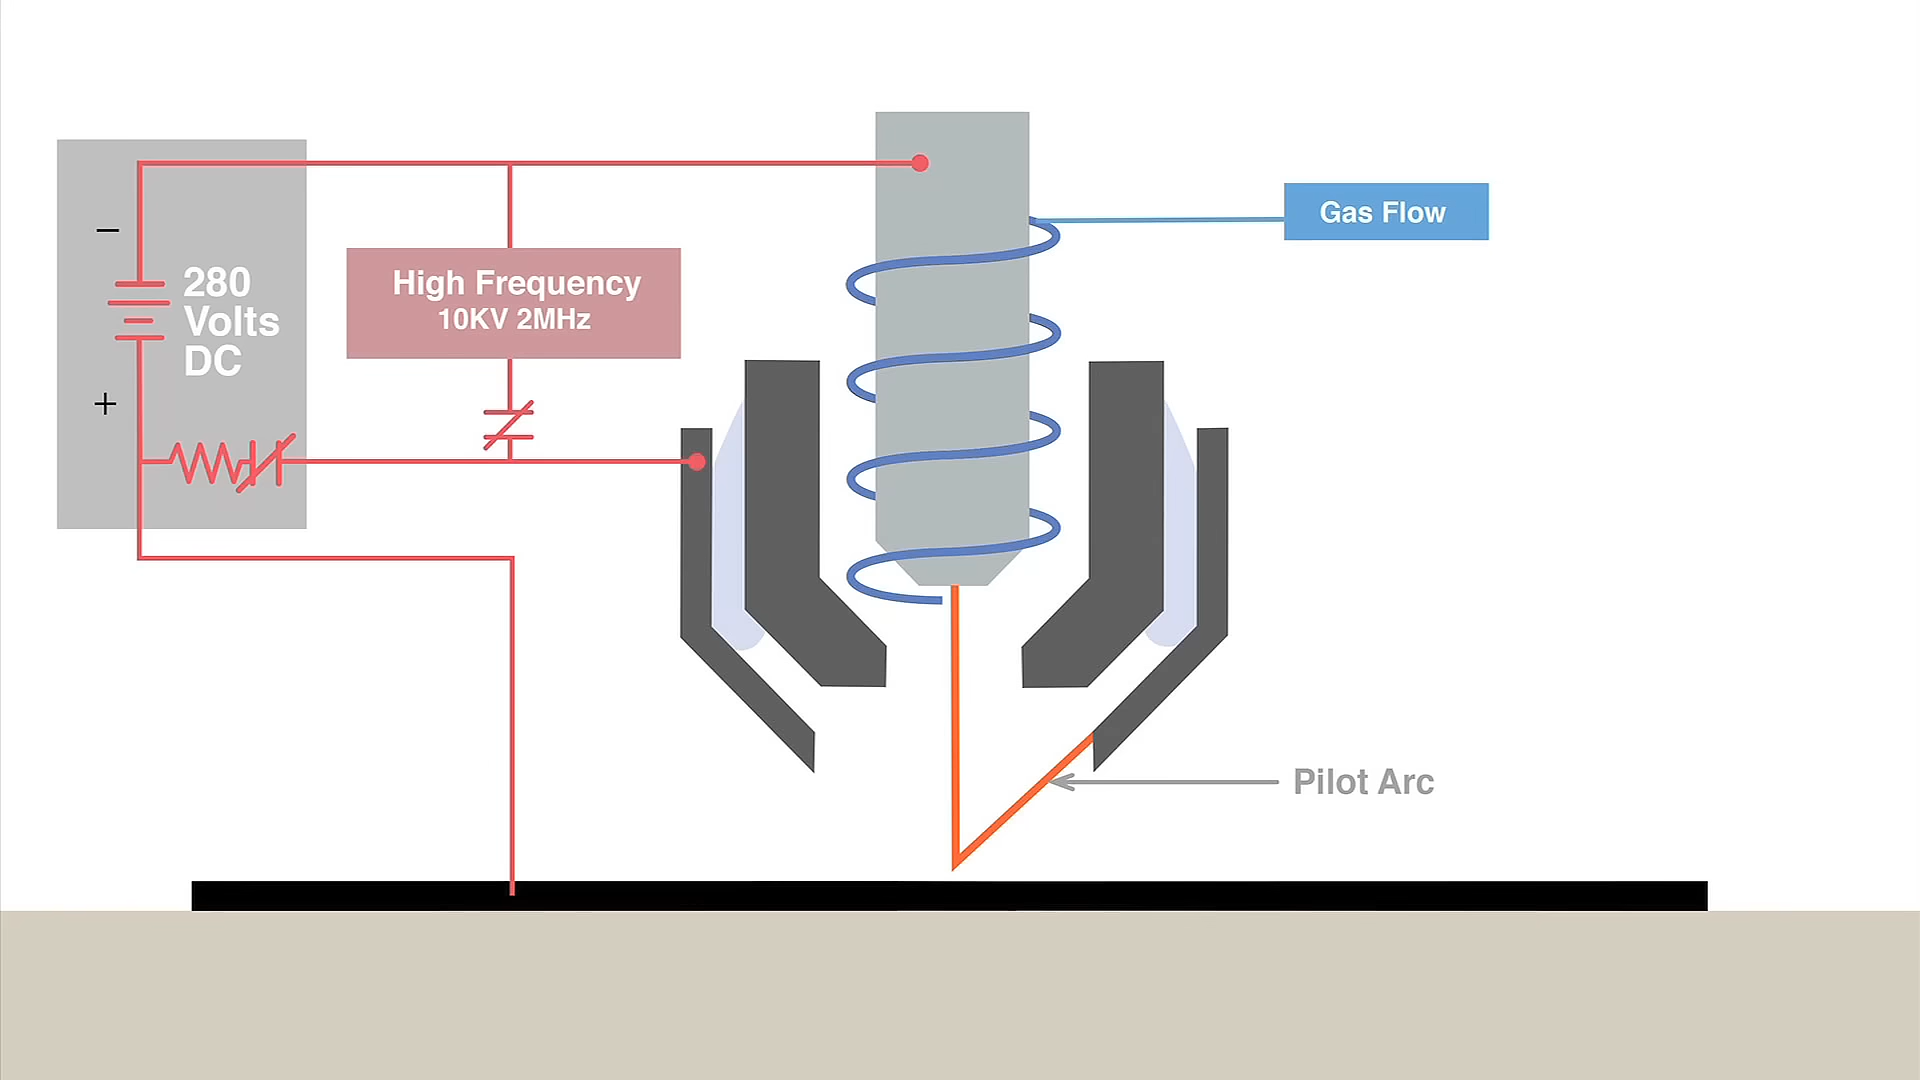 −
280
Volts
DC
+
High Frequency
10KV 2MHz
Gas Flow
Pilot Arc